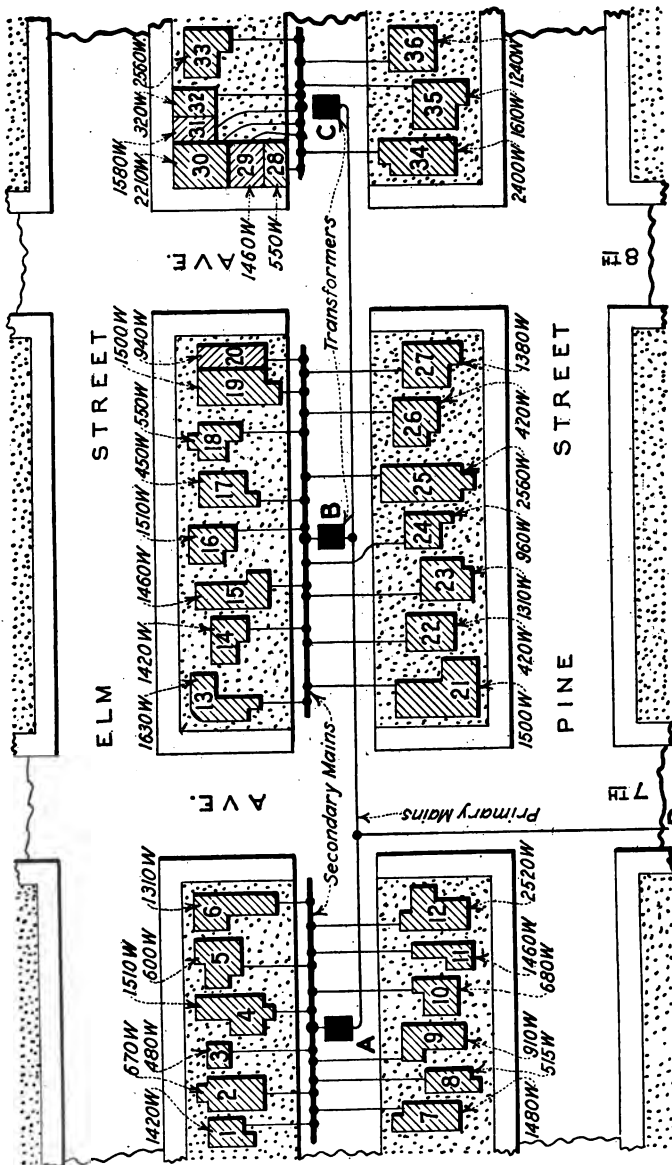 1420W 670W 480W 1510W 600W 1310W
1 2 3 4 5 6
A
7 8 9 10 11 12
1480W 910W 515W 1460W 680W 2520W
Secondary Mains
Primary Mains
AVE.
7TH
ELM STREET
1630W 1420W 1460W 1510W 450W 550W 1500W 940W
13 14 15 16 17 18 19 20
B
21 22 23 24 25 26 27
1500W 420W 1310W 960W 2560W 420W 1380W
PINE STREET
Transformers
AVE.
8TH
1580W 2210W 320W 2560W
30 31 32 33
29
28
1460W
550W
C
34 35 36
2400W 1610W 1240W